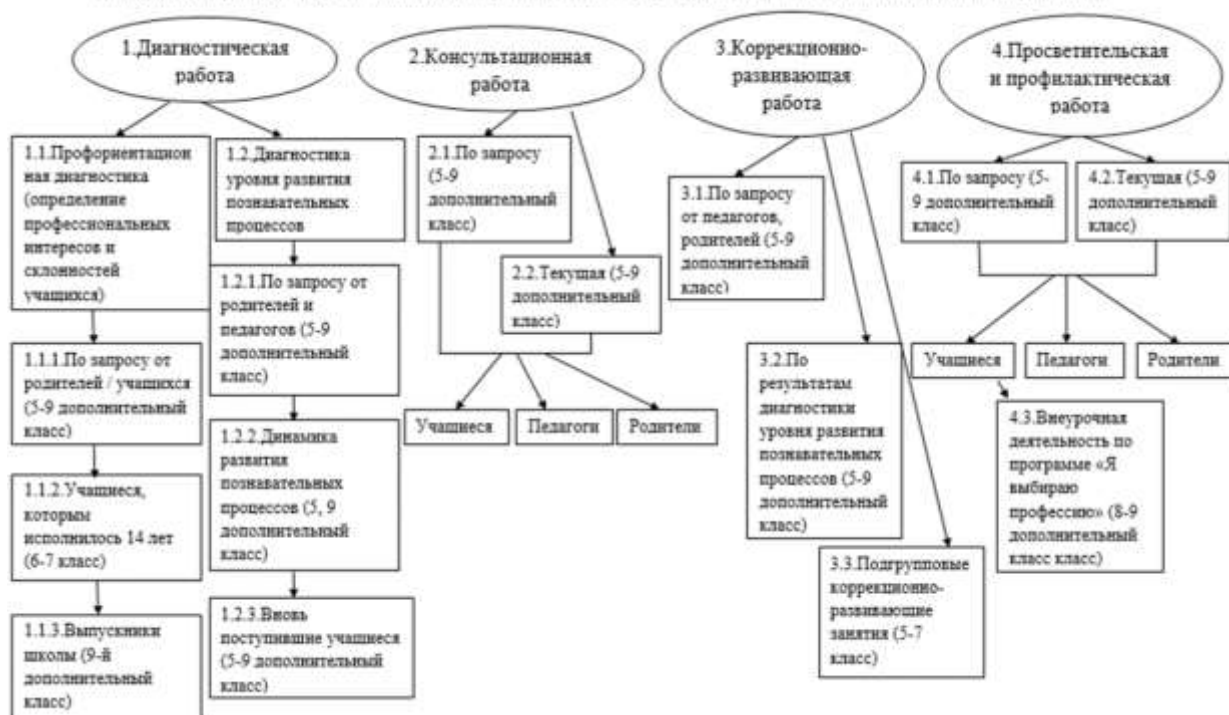 1.Диагностическая
работа
2.Консультационная
работа
3.Коррекционно-
развивающая
работа
4.Просветительская
и профилактическая
работа
1.1.Профориентацион
ная диагностика
(определение
профессиональных
интересов и
склонностей
учащихся)
1.1.1.По запросу от
родителей / учащихся
(5-9 дополнительный
класс)
1.1.2.Учащиеся,
которым
исполнилось 14 лет
(6-7 класс)
1.1.3.Выпускники
школы (9-й
дополнительный
класс)
1.2.Диагностика
уровня развития
познавательных
процессов
1.2.1.По запросу от
родителей и
педагогов (5-9
дополнительный
класс)
1.2.2.Динамика
развития
познавательных
процессов (5, 9
дополнительный
класс)
1.2.3.Вновь
поступившие учащиеся
(5-9 дополнительный
класс)
2.1.По запросу
(5-9
дополнительный
класс)
2.2.Текущая (5-9
дополнительный
класс)
Учащиеся
Педагоги
Родители
3.1.По запросу
от педагогов,
родителей (5-9
дополнительный
класс)
3.2.По
результатам
диагностики
уровня развития
познавательных
процессов (5-9
дополнительный
класс)
3.3.Подгрупповые
коррекционно-
развивающие
занятия (5-7
класс)
4.1.По запросу (5-
9 дополнительный
класс)
4.2.Текущая (5-9
дополнительный
класс)
Учащиеся
Педагоги
Родители
4.3.Внеурочная
деятельность по
программе «Я
выбираю
профессию» (8-9
дополнительный
класс класс)